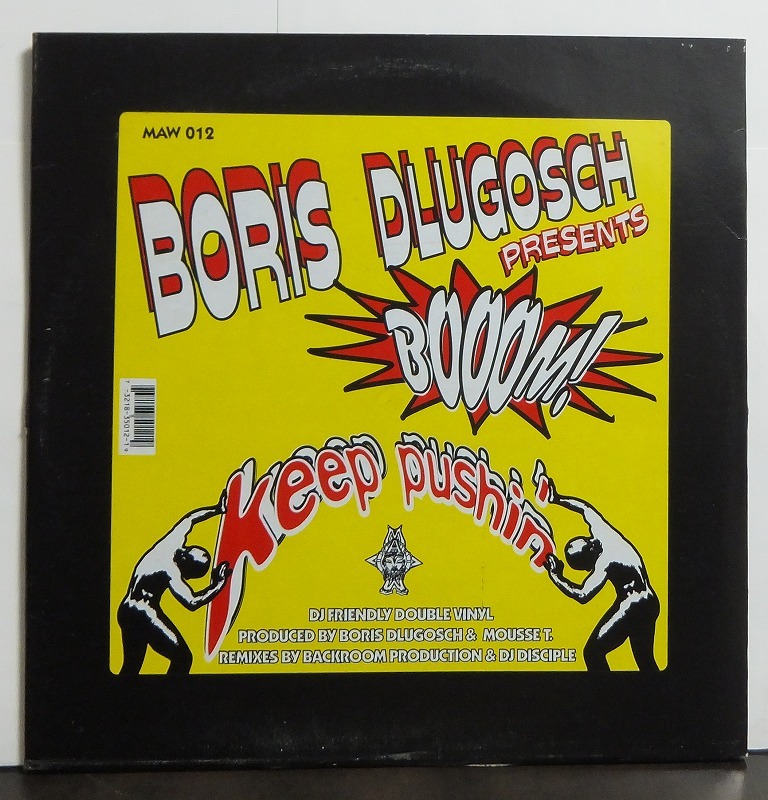 MAW 012
BORIS DLUGOSCH
PRESENTS
BOOOM!
Keep pushin'
DJ FRIENDLY DOUBLE VINYL
PRODUCED BY BORIS DLUGOSCH & MOUSSE T.
REMIXES BY BACKROOM PRODUCTION & DJ DISCIPLE